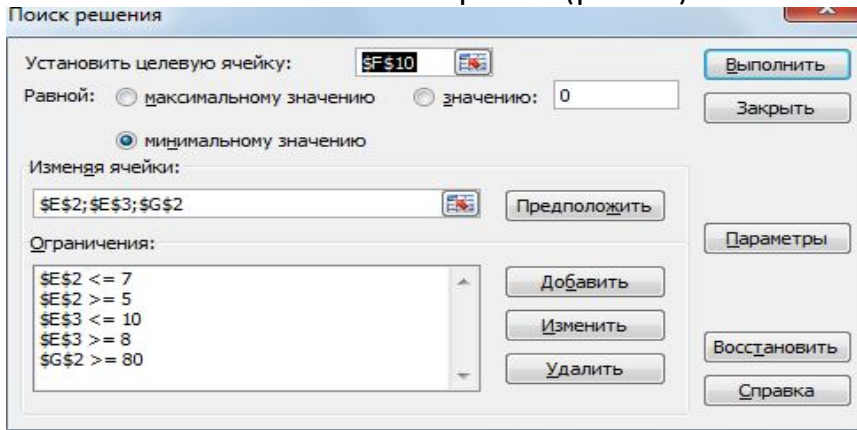 Поиск решения
Установить целевую ячейку: $F$10
Выполнить
Равной: максимальному значению значению: 0
Закрыть
минимальному значению
Изменяя ячейки:
$E$2;$E$3;$G$2 Предположить
Ограничения:
Параметры
$E$2 <= 7
$E$2 >= 5
$E$3 <= 10
$E$3 >= 8
$G$2 >= 80
Добавить
Изменить
Удалить
Восстановить
Справка